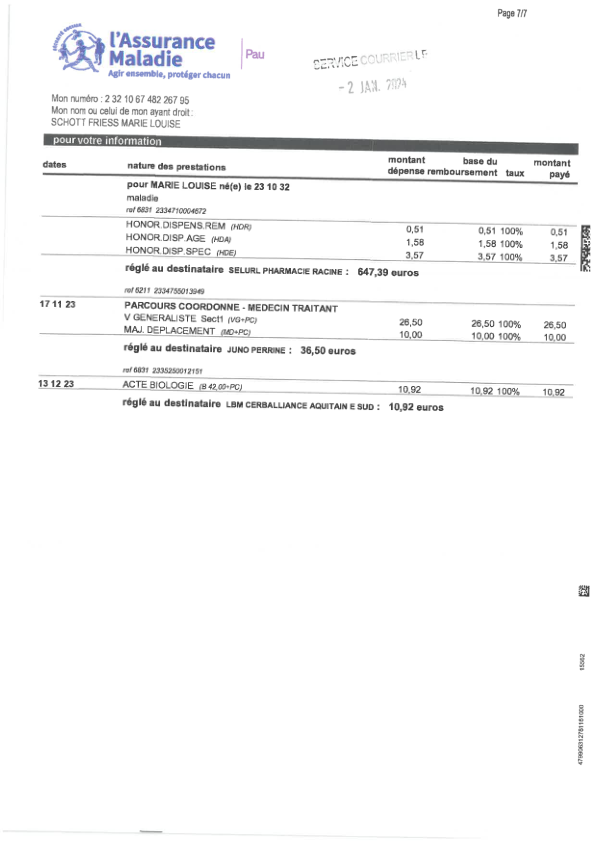 Page 7/7
SÉCURITÉ SOCIALE
l'Assurance
Maladie
Agir ensemble, protéger chacun
Pau
SERVICE COURRIER LP
- 2 JAN. 2024
Mon numéro : 2 32 10 67 482 267 95
Mon nom ou celui de mon ayant droit :
SCHOTT FRIESS MARIE LOUISE
pour votre information
dates nature des prestations montant dépense base du remboursement taux montant payé
pour MARIE LOUISE né(e) le 23 10 32
maladie
ref 6831 2334710004672
HONOR.DISPENS.REM (HDR) 0,51 0,51 100% 0,51
HONOR.DISP.AGE (HDA) 1,58 1,58 100% 1,58
HONOR.DISP.SPEC (HDE) 3,57 3,57 100% 3,57
réglé au destinataire SELURL PHARMACIE RACINE : 647,39 euros
ref 6211 2334755013949
17 11 23 PARCOURS COORDONNE - MEDECIN TRAITANT
V GENERALISTE Sect1 (VG+PC) 26,50 26,50 100% 26,50
MAJ. DEPLACEMENT (MD+PC) 10,00 10,00 100% 10,00
réglé au destinataire JUNO PERRINE : 36,50 euros
ref 6831 2335250012151
13 12 23 ACTE BIOLOGIE (B 42,00+PC) 10,92 10,92 100% 10,92
réglé au destinataire LBM CERBALLIANCE AQUITAIN E SUD : 10,92 euros
15502